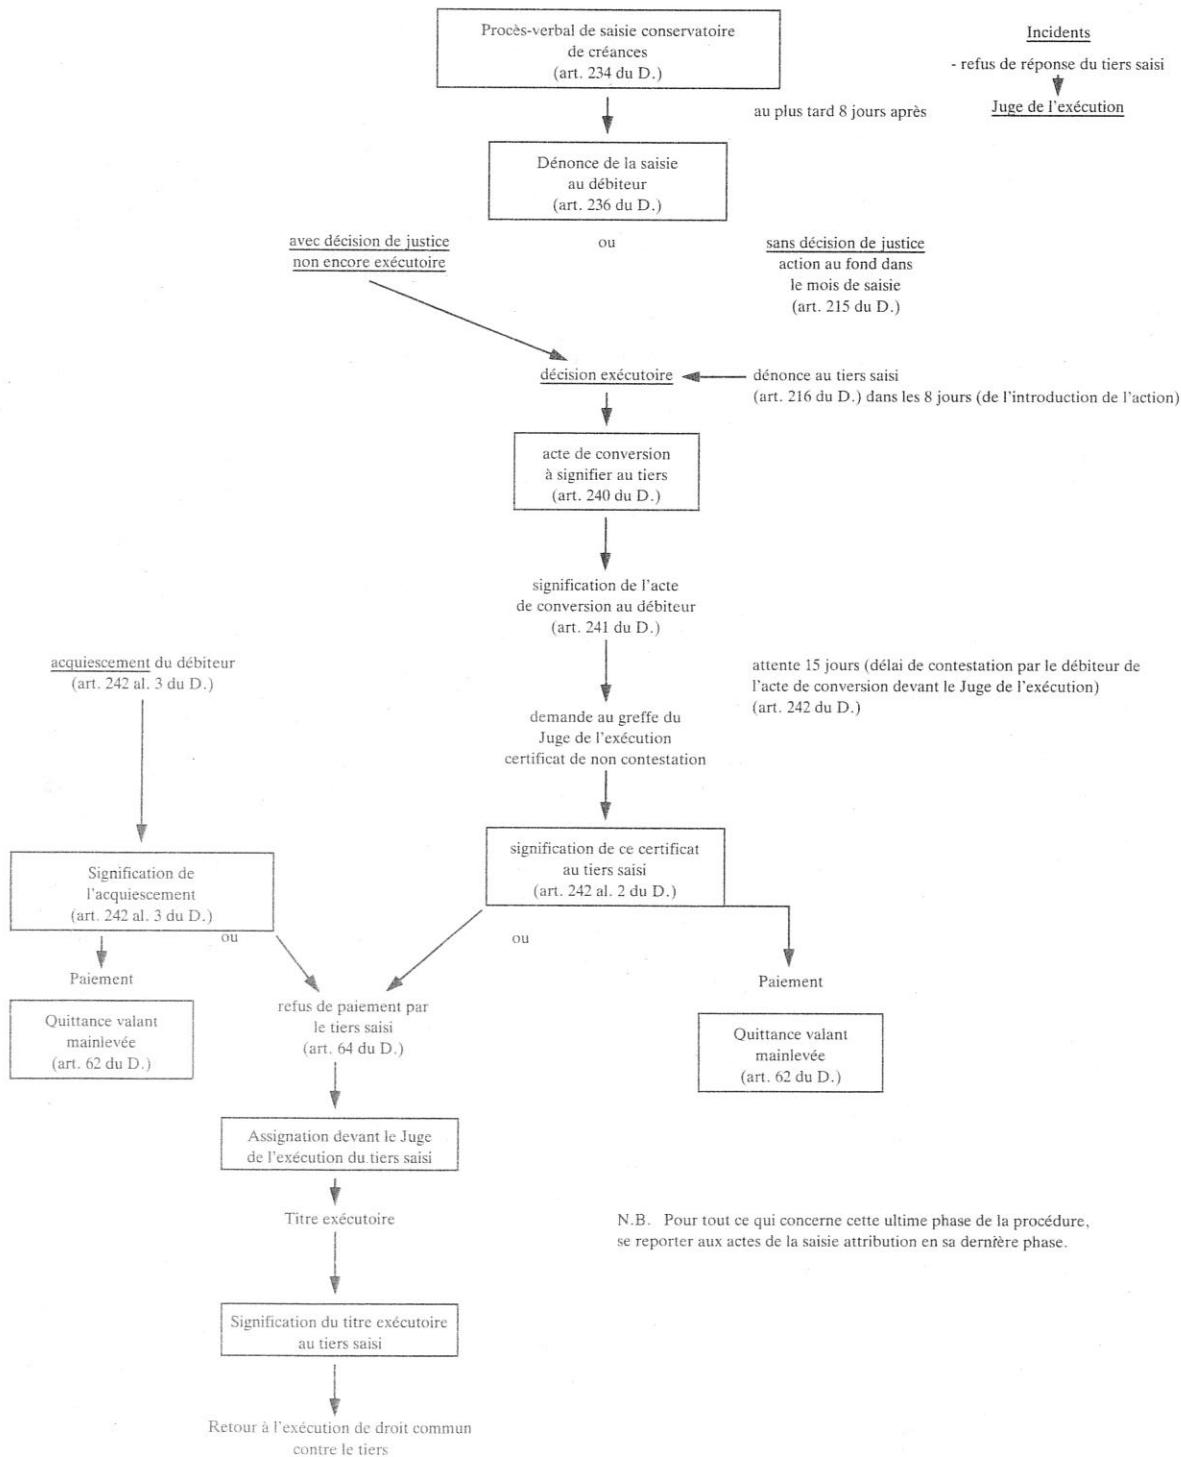 Procès-verbal de saisie conservatoire
de créances
(art. 234 du D.)
Incidents
- refus de réponse du tiers saisi
Juge de l'exécution
au plus tard 8 jours après
Dénonce de la saisie
au débiteur
(art. 236 du D.)
avec décision de justice
non encore exécutoire
ou
sans décision de justice
action au fond dans
le mois de saisie
(art. 215 du D.)
décision exécutoire
dénonce au tiers saisi
(art. 216 du D.) dans les 8 jours (de l'introduction de l'action)
acte de conversion
à signifier au tiers
(art. 240 du D.)
signification de l'acte
de conversion au débiteur
(art. 241 du D.)
acquiescement du débiteur
(art. 242 al. 3 du D.)
attente 15 jours (délai de contestation par le débiteur de
l'acte de conversion devant le Juge de l'exécution)
(art. 242 du D.)
demande au greffe du
Juge de l'exécution
certificat de non contestation
Signification de
l'acquiescement
(art. 242 al. 3 du D.)
signification de ce certificat
au tiers saisi
(art. 242 al. 2 du D.)
ou
ou
Paiement
Quittance valant
mainlevée
(art. 62 du D.)
refus de paiement par
le tiers saisi
(art. 64 du D.)
Paiement
Quittance valant
mainlevée
(art. 62 du D.)
Assignation devant le Juge
de l'exécution du tiers saisi
Titre exécutoire
N.B. Pour tout ce qui concerne cette ultime phase de la procédure,
se reporter aux actes de la saisie attribution en sa dernière phase.
Signification du titre exécutoire
au tiers saisi
Retour à l'exécution de droit commun
contre le tiers